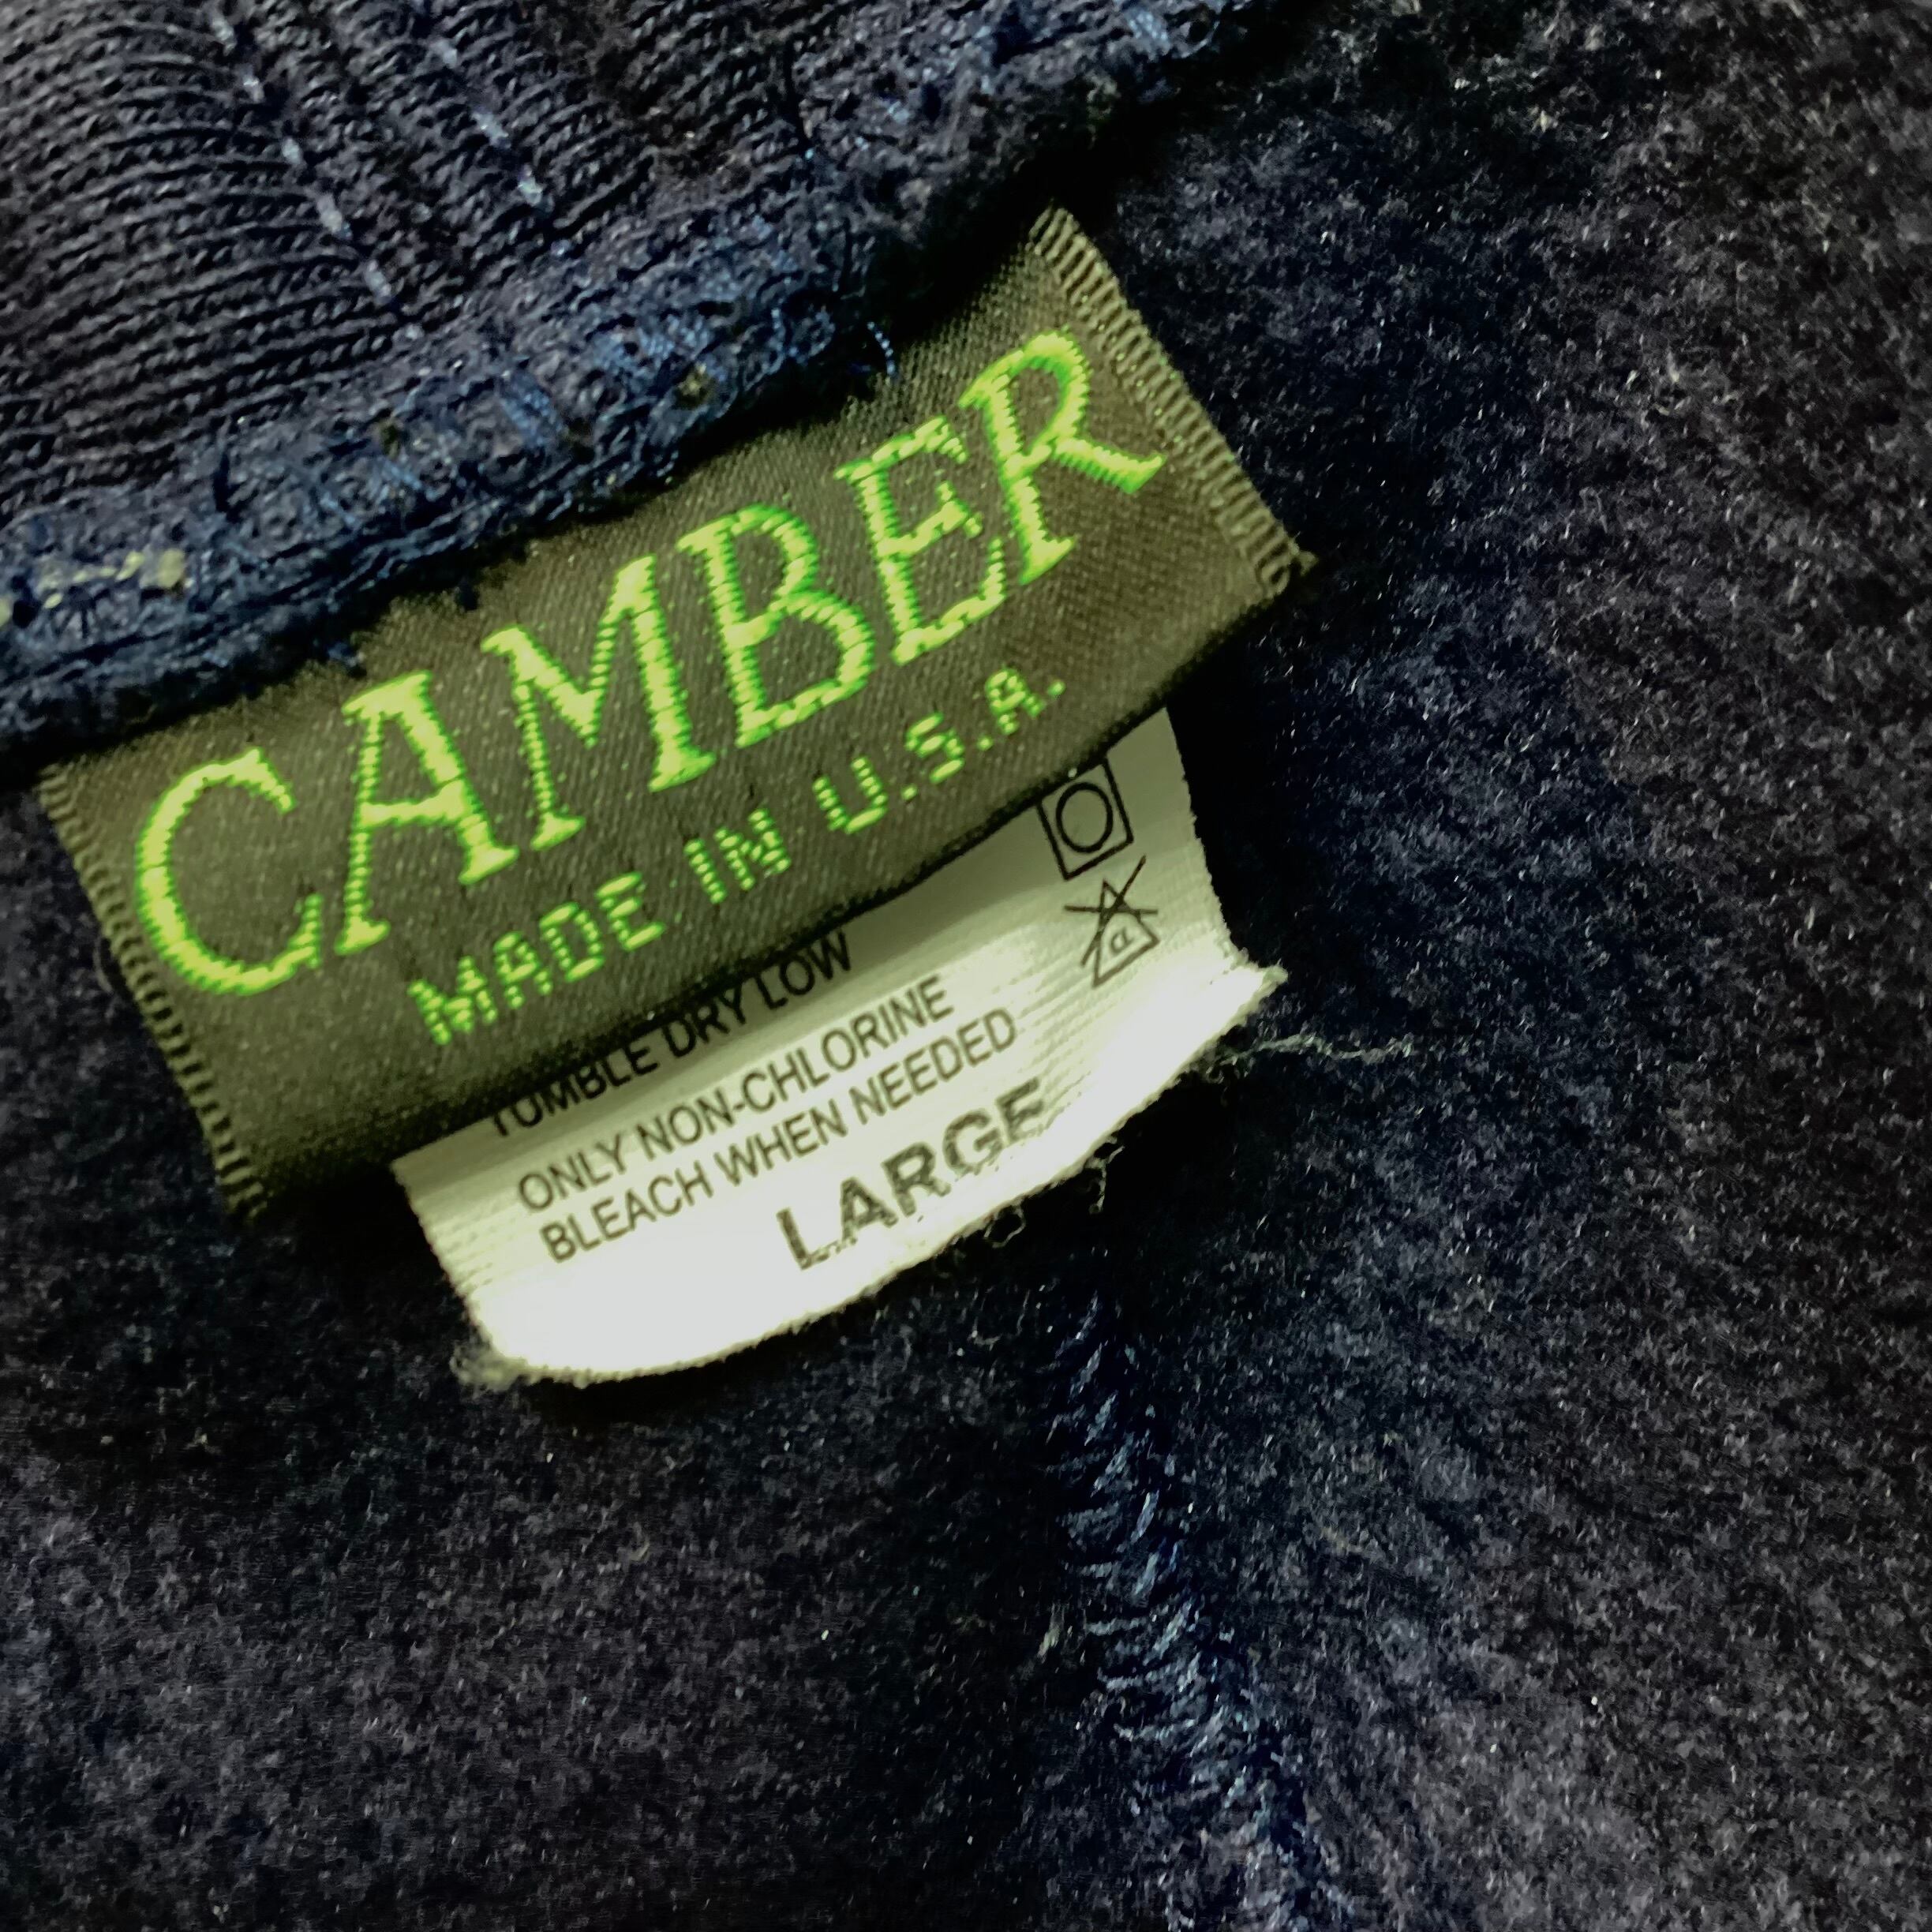 CAMBER
MADE IN U.S.A.
TUMBLE DRY LOW
ONLY NON-CHLORINE
BLEACH WHEN NEEDED
LARGE